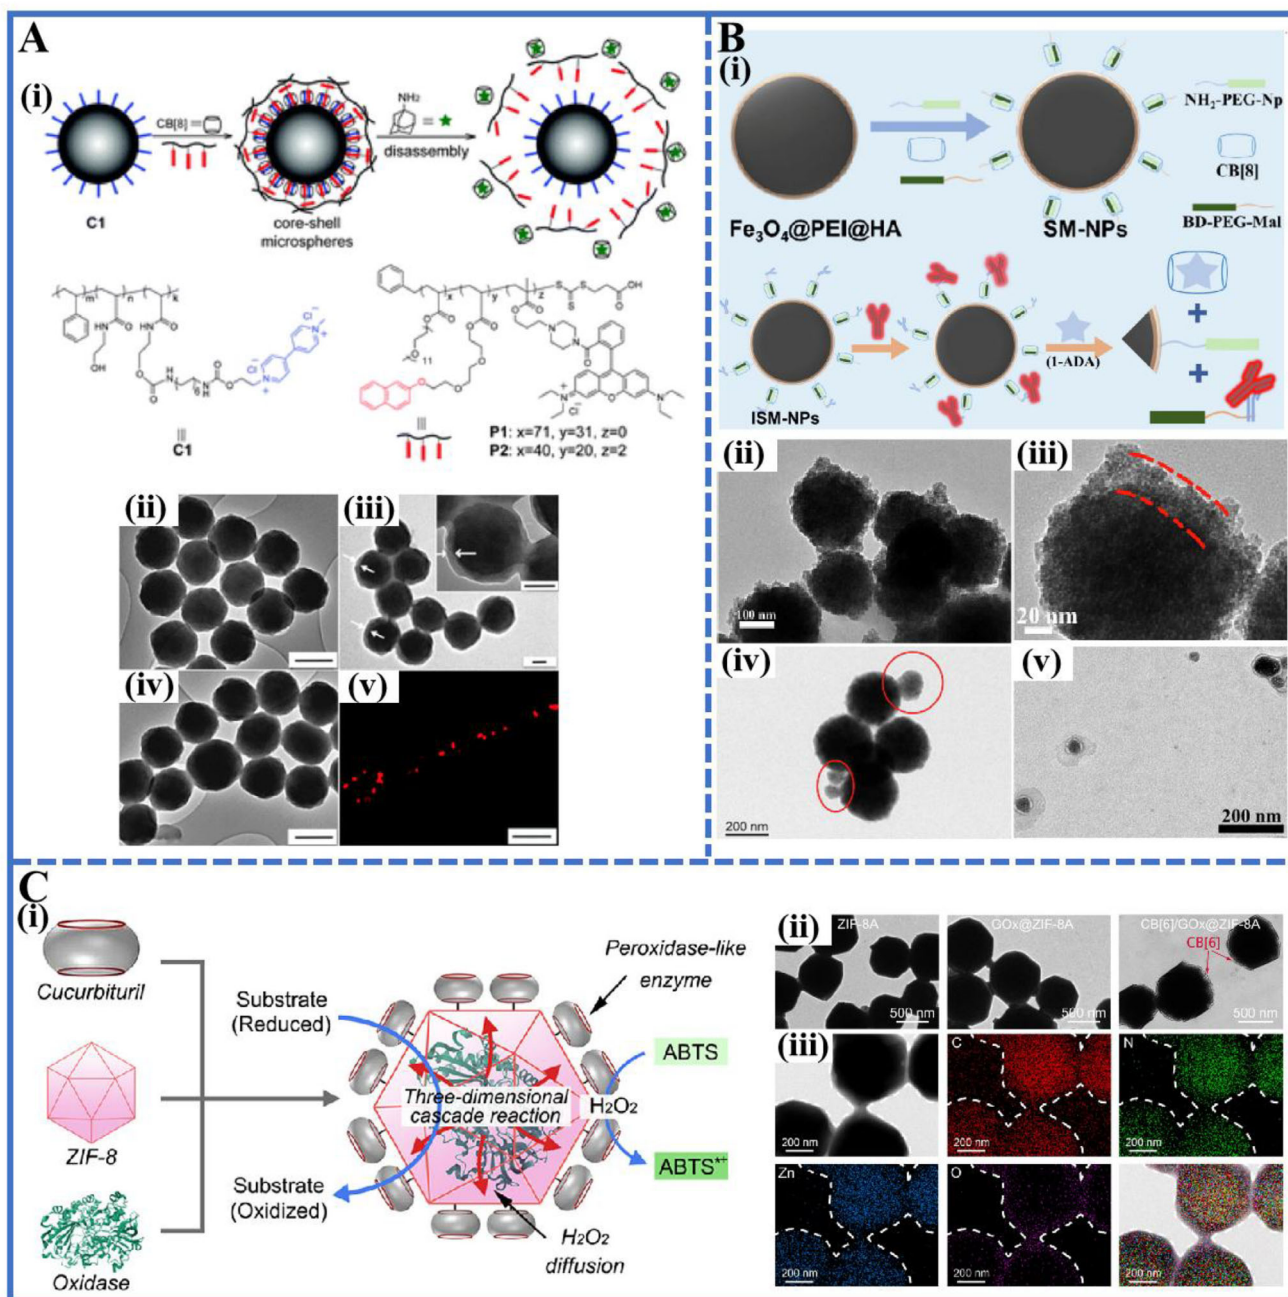 A
(i)
CB[8]≡
NH₂
≡
disassembly
C1
core-shell
microspheres
m
n
k
HN
O
O
NH
HO
O
O
H
N
6
N
H
O
O
N
+
Cl⁻
Cl⁻
N
+
≡
C1
x
y
z
S
S
S
OH
O
O
O
O
O
O
O
11
O
O
O
N
N
O
N
+
Cl⁻
O
N
≡
P1: x=71, y=31, z=0
P2: x=40, y=20, z=2
(ii)
(iii)
(iv)
(v)
B
(i)
NH₂-PEG-Np
CB[8]
BD-PEG-Mal
Fe₃O₄@PEI@HA
SM-NPs
(1-ADA)
+
+
ISM-NPs
(ii)
100 nm
(iii)
20 nm
(iv)
200 nm
(v)
200 nm
C
(i)
Cucurbituril
ZIF-8
Oxidase
Substrate
(Reduced)
Substrate
(Oxidized)
Three-dimensional
cascade reaction
Peroxidase-like
enzyme
ABTS
H₂O₂
ABTS*⁺
H₂O₂
diffusion
(ii)
ZIF-8A
500 nm
GOx@ZIF-8A
500 nm
CB[6]/GOx@ZIF-8A
CB[6]
500 nm
(iii)
200 nm
C
200 nm
N
200 nm
Zn
200 nm
O
200 nm
200 nm